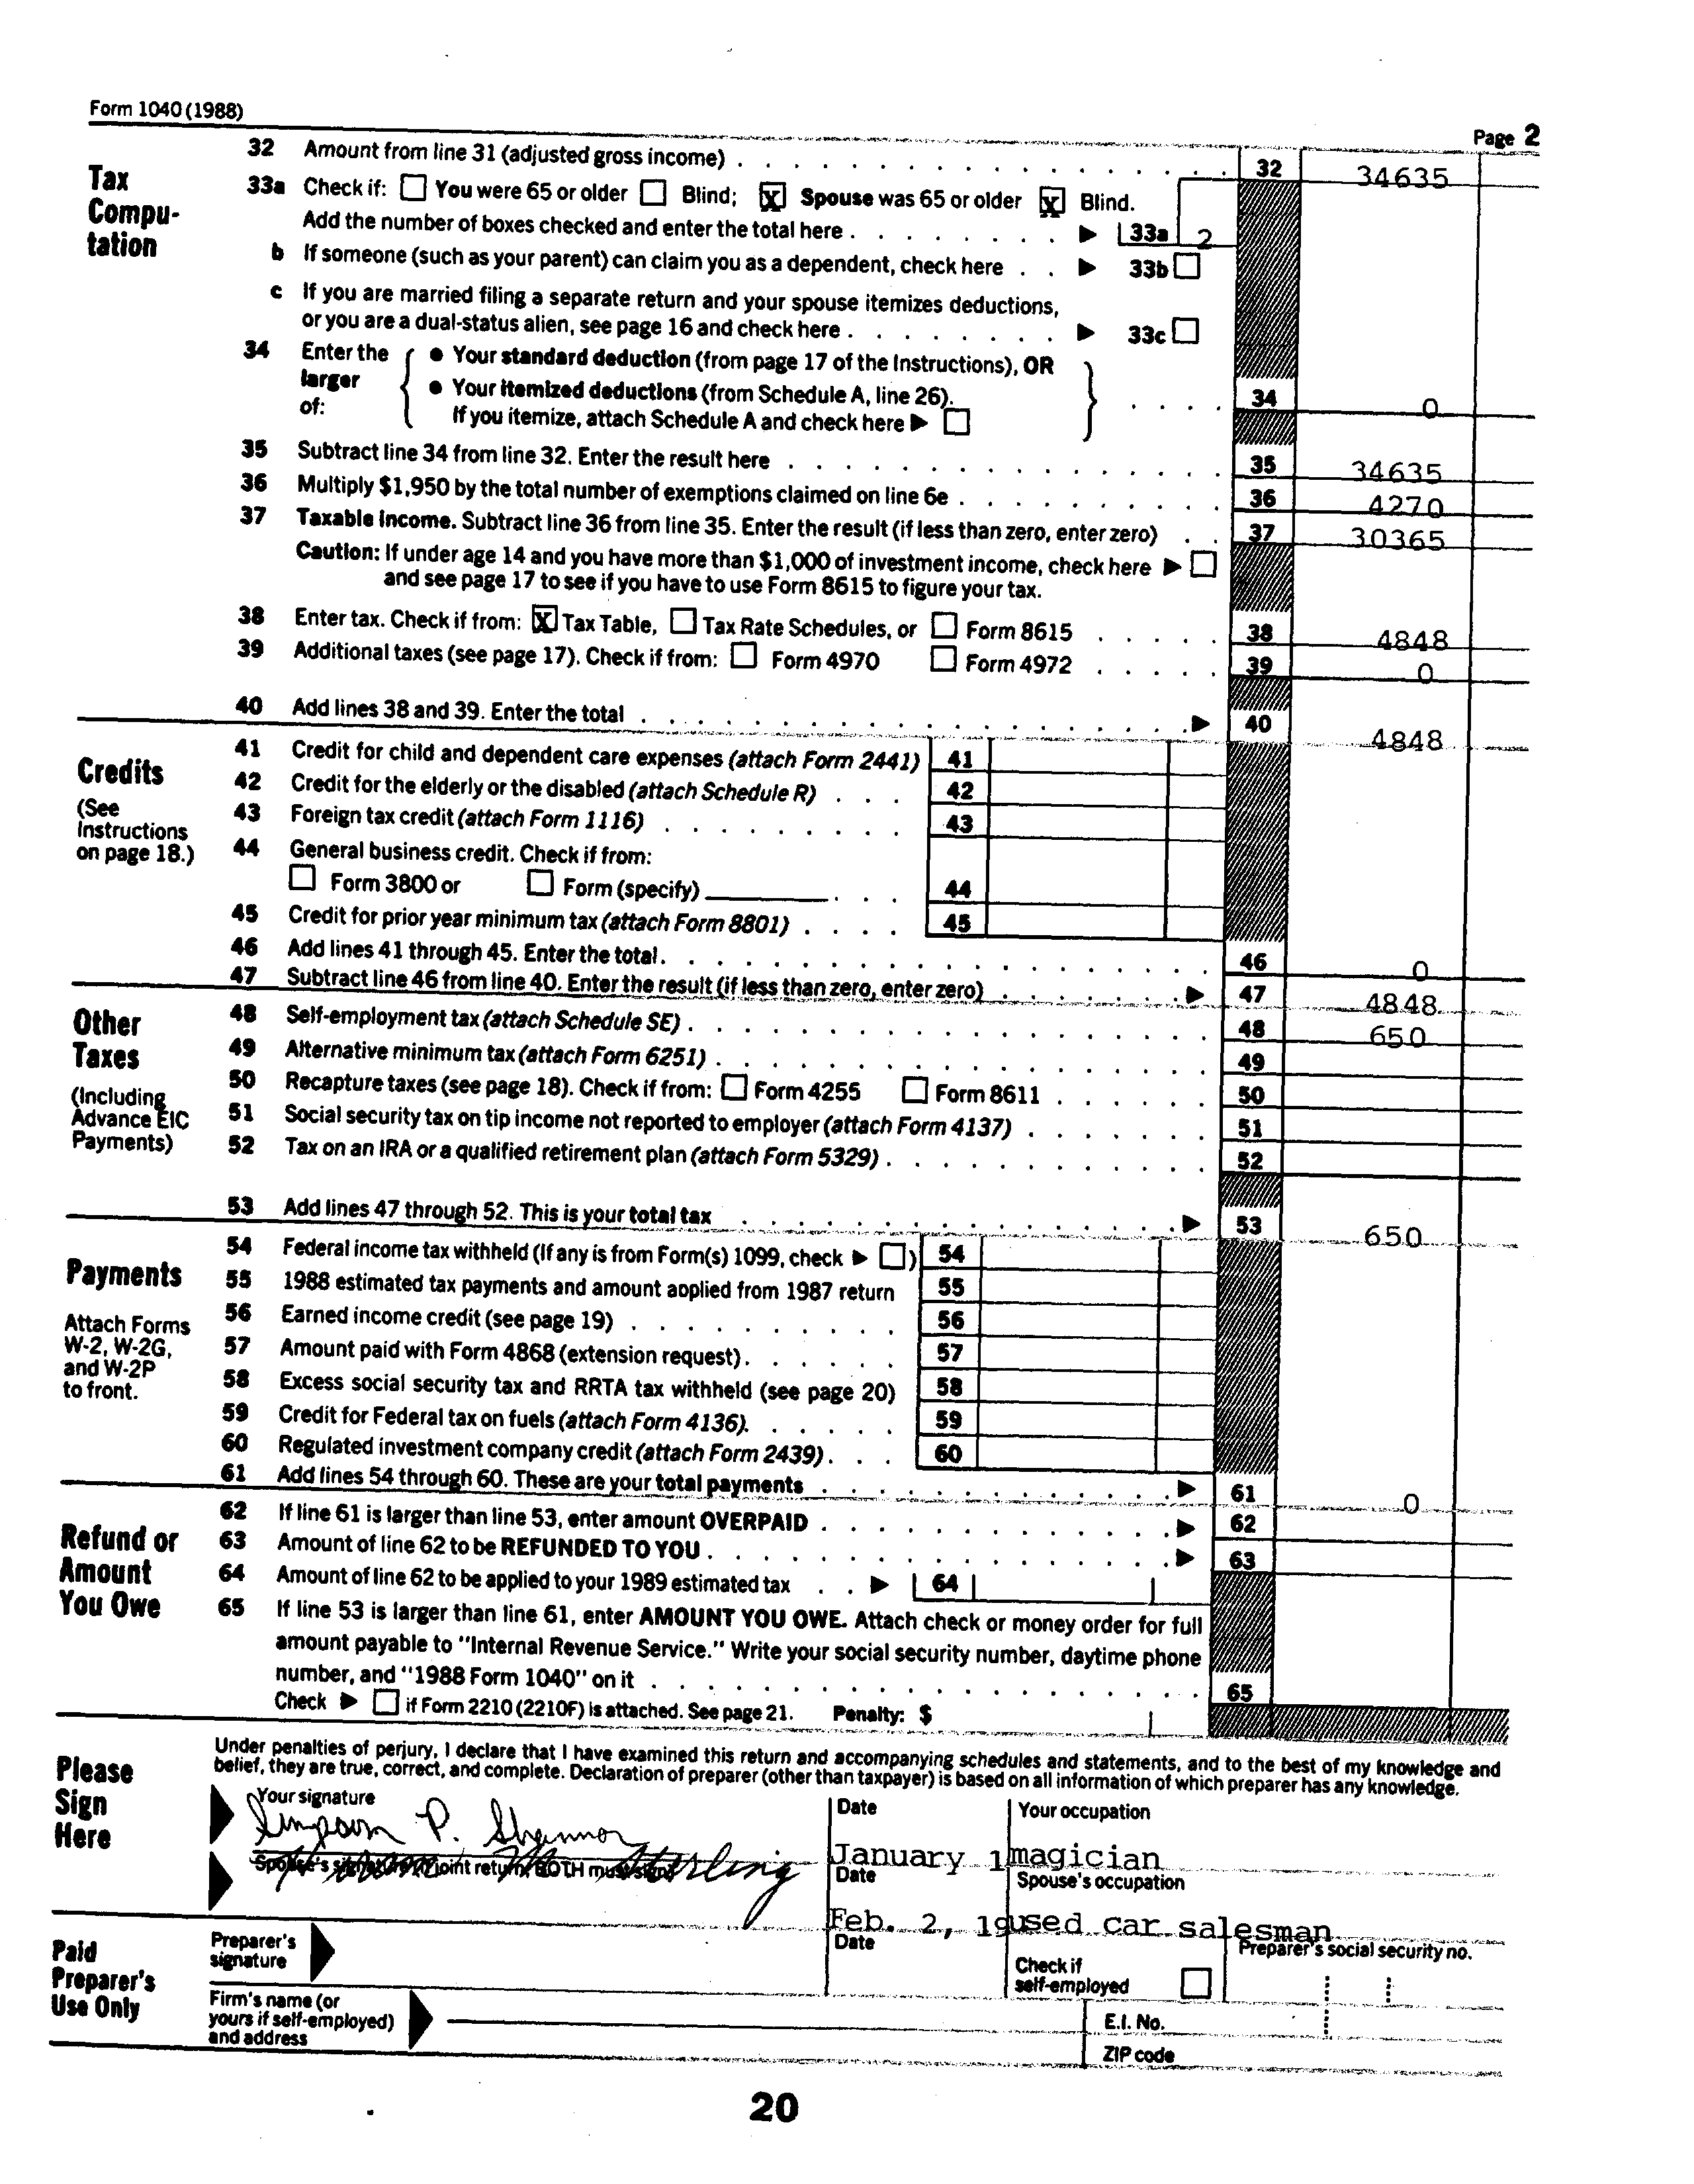 Form 1040 (1988)
Page 2
Tax Compu-tation
32 Amount from line 31 (adjusted gross income) 32 34635
33a Check if: You were 65 or older Blind; X Spouse was 65 or older X Blind.
Add the number of boxes checked and enter the total here 33a 2
b If someone (such as your parent) can claim you as a dependent, check here 33b
c If you are married filing a separate return and your spouse itemizes deductions,
or you are a dual-status alien, see page 16 and check here 33c
34 Enter the larger of: { ● Your standard deduction (from page 17 of the Instructions), OR
● Your itemized deductions (from Schedule A, line 26).
If you itemize, attach Schedule A and check here ▶ } 34 0
35 Subtract line 34 from line 32. Enter the result here 35 34635
36 Multiply $1,950 by the total number of exemptions claimed on line 6e 36 4270
37 Taxable income. Subtract line 36 from line 35. Enter the result (if less than zero, enter zero) 37 30365
Caution: If under age 14 and you have more than $1,000 of investment income, check here ▶
and see page 17 to see if you have to use Form 8615 to figure your tax.
38 Enter tax. Check if from: X Tax Table, Tax Rate Schedules, or Form 8615 38 4848
39 Additional taxes (see page 17). Check if from: Form 4970 Form 4972 39 0
40 Add lines 38 and 39. Enter the total ▶ 40 4848
Credits
(See Instructions on page 18.)
41 Credit for child and dependent care expenses (attach Form 2441) 41
42 Credit for the elderly or the disabled (attach Schedule R) 42
43 Foreign tax credit (attach Form 1116) 43
44 General business credit. Check if from:
Form 3800 or Form (specify) 44
45 Credit for prior year minimum tax (attach Form 8801) 45
46 Add lines 41 through 45. Enter the total. 46 0
47 Subtract line 46 from line 40. Enter the result (if less than zero, enter zero) ▶ 47 4848
Other Taxes
(Including Advance EIC Payments)
48 Self-employment tax (attach Schedule SE) 48 650
49 Alternative minimum tax (attach Form 6251) 49
50 Recapture taxes (see page 18). Check if from: Form 4255 Form 8611 50
51 Social security tax on tip income not reported to employer (attach Form 4137) 51
52 Tax on an IRA or a qualified retirement plan (attach Form 5329) 52
53 Add lines 47 through 52. This is your total tax ▶ 53 650
Payments
Attach Forms W-2, W-2G, and W-2P to front.
54 Federal income tax withheld (If any is from Form(s) 1099, check ▶ ) 54
55 1988 estimated tax payments and amount applied from 1987 return 55
56 Earned income credit (see page 19) 56
57 Amount paid with Form 4868 (extension request) 57
58 Excess social security tax and RRTA tax withheld (see page 20) 58
59 Credit for Federal tax on fuels (attach Form 4136). 59
60 Regulated investment company credit (attach Form 2439) 60
61 Add lines 54 through 60. These are your total payments ▶ 61 0
Refund or Amount You Owe
62 If line 61 is larger than line 53, enter amount OVERPAID ▶ 62
63 Amount of line 62 to be REFUNDED TO YOU ▶ 63
64 Amount of line 62 to be applied to your 1989 estimated tax ▶ 64
65 If line 53 is larger than line 61, enter AMOUNT YOU OWE. Attach check or money order for full
amount payable to "Internal Revenue Service." Write your social security number, daytime phone
number, and "1988 Form 1040" on it 65
Check ▶ if Form 2210 (2210F) is attached. See page 21. Penalty: $
Please Sign Here
Under penalties of perjury, I declare that I have examined this return and accompanying schedules and statements, and to the best of my knowledge and
belief, they are true, correct, and complete. Declaration of preparer (other than taxpayer) is based on all information of which preparer has any knowledge.
Your signature Date Your occupation
Simpson P. Shannon January 1 magician
Spouse's signature (if joint return, BOTH must sign) Date Spouse's occupation
M. Sterling Feb. 2, 19 used car salesman
Paid Preparer's Use Only
Preparer's signature Date Check if self-employed Preparer's social security no.
Firm's name (or yours if self-employed) and address
E.I. No.
ZIP code
20